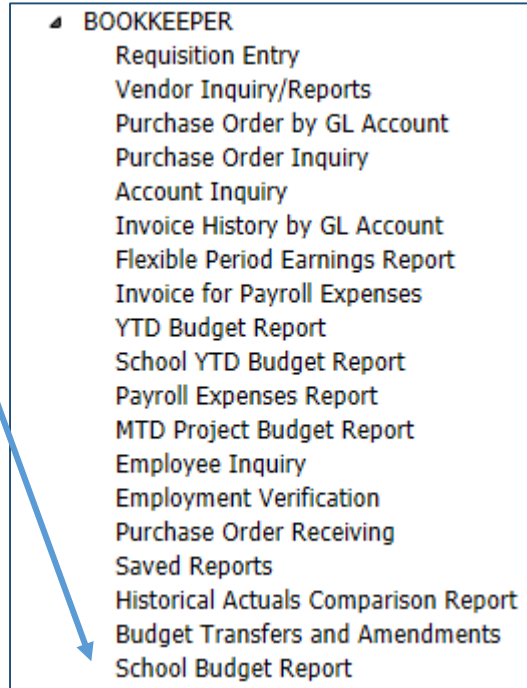 BOOKKEEPER
Requisition Entry
Vendor Inquiry/Reports
Purchase Order by GL Account
Purchase Order Inquiry
Account Inquiry
Invoice History by GL Account
Flexible Period Earnings Report
Invoice for Payroll Expenses
YTD Budget Report
School YTD Budget Report
Payroll Expenses Report
MTD Project Budget Report
Employee Inquiry
Employment Verification
Purchase Order Receiving
Saved Reports
Historical Actuals Comparison Report
Budget Transfers and Amendments
School Budget Report